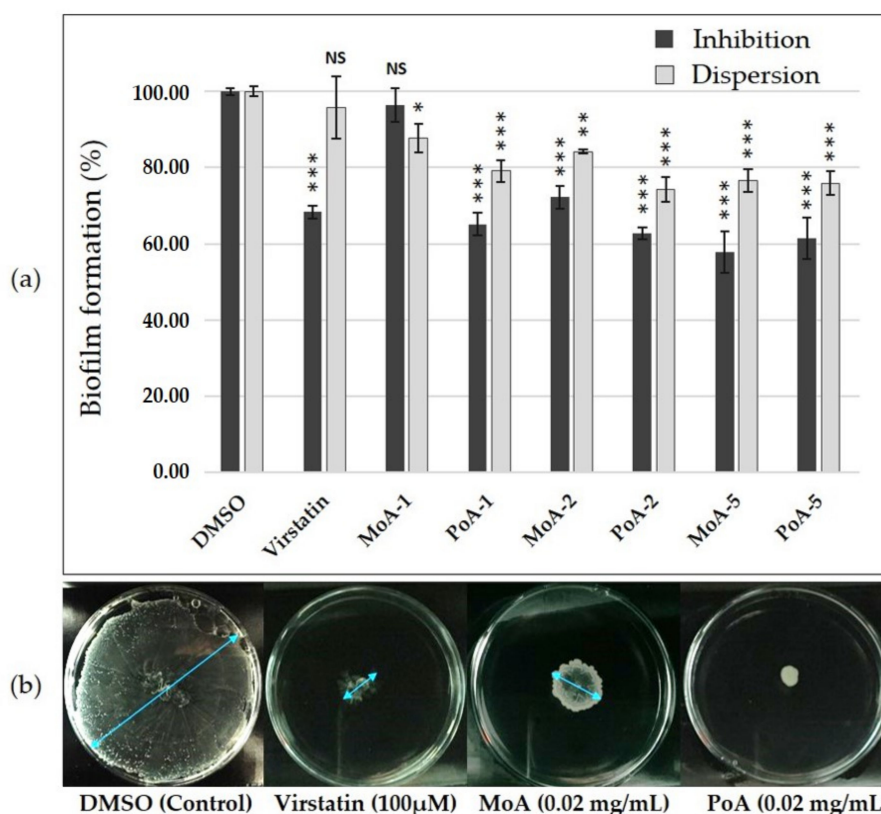 (a)
Biofilm formation (%)
Inhibition
Dispersion
100.00
80.00
60.00
40.00
20.00
0.00
***
NS
NS
*
***
***
***
**
***
***
***
***
***
***
DMSO
Virstatin
MoA-1
PoA-1
MoA-2
PoA-2
MoA-5
PoA-5
(b)
DMSO (Control) Virstatin (100μM) MoA (0.02 mg/mL) PoA (0.02 mg/mL